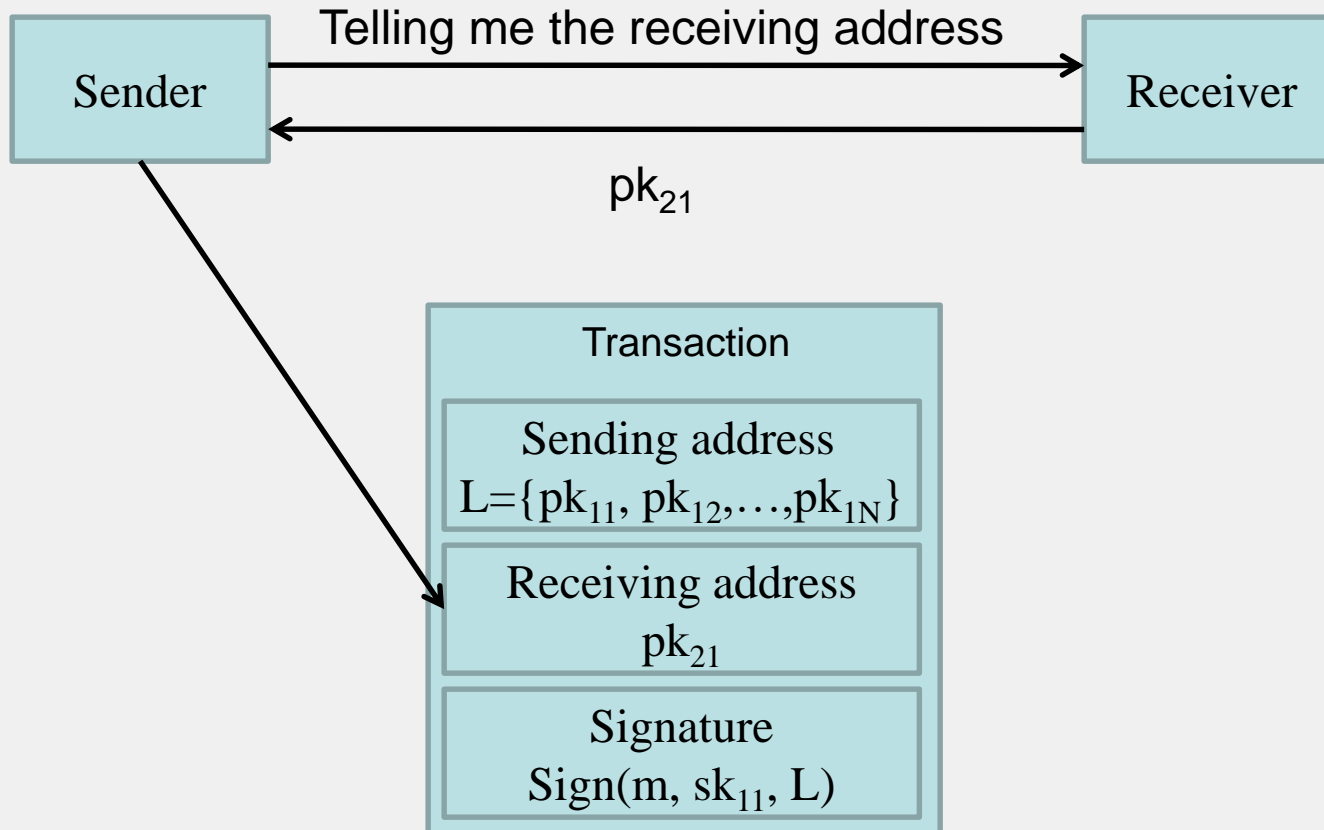 Telling me the receiving address
Sender
Receiver
pk₂₁
Transaction
Sending address
L={pk₁₁, pk₁₂,…,pk₁N}
Receiving address
pk₂₁
Signature
Sign(m, sk₁₁, L)